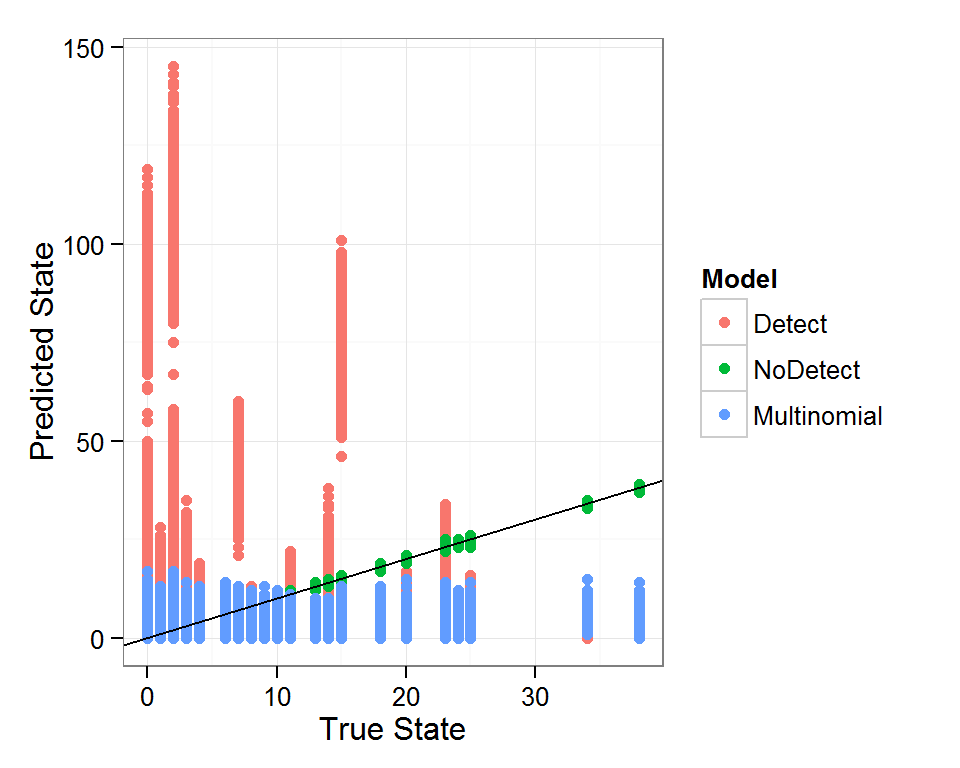 150
100
50
0
Predicted State
0 10 20 30
True State
Model
Detect
NoDetect
Multinomial